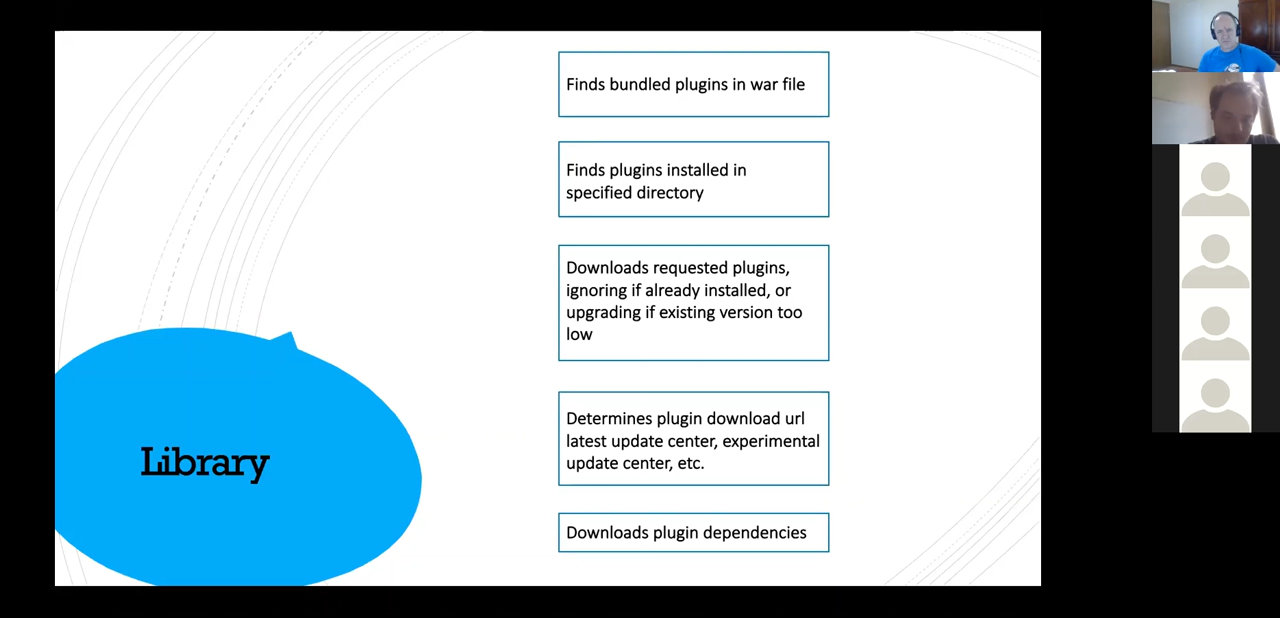 Finds bundled plugins in war file
Finds plugins installed in
specified directory
Downloads requested plugins,
ignoring if already installed, or
upgrading if existing version too
low
Determines plugin download url
latest update center, experimental
update center, etc.
Downloads plugin dependencies
Library